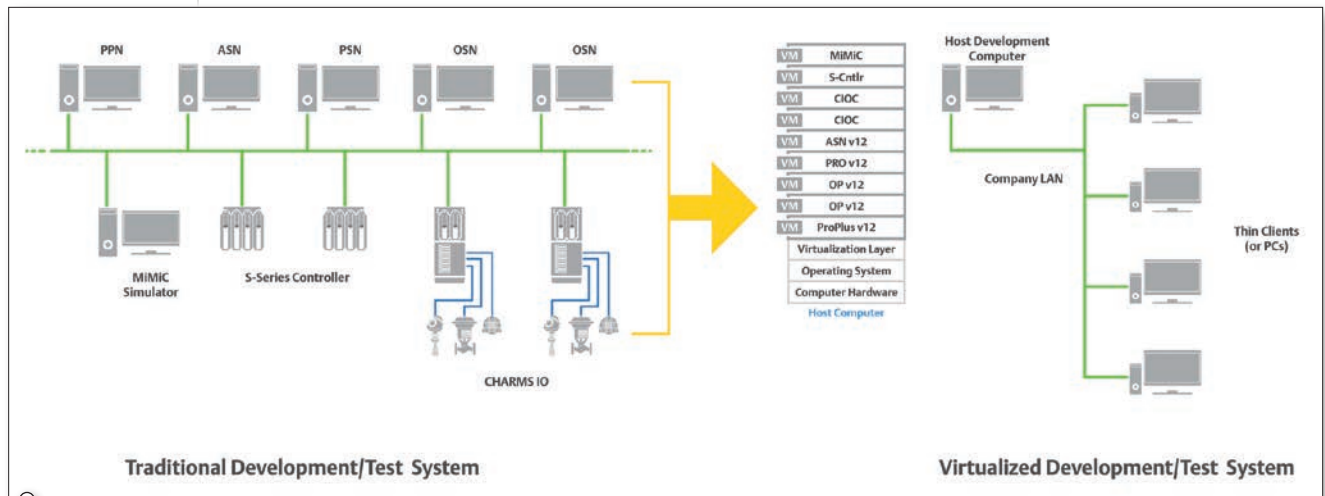 PPN
ASN
PSN
OSN
OSN
MiMiC
Simulator
S-Series Controller
CHARMS IO
Traditional Development/Test System
VM MiMiC
VM S-Cntlr
VM CIOC
VM CIOC
VM ASN v12
VM PRO v12
VM OP v12
VM OP v12
VM ProPlus v12
Virtualization Layer
Operating System
Computer Hardware
Host Computer
Host Development
Computer
Company LAN
Thin Clients
(or PCs)
Virtualized Development/Test System